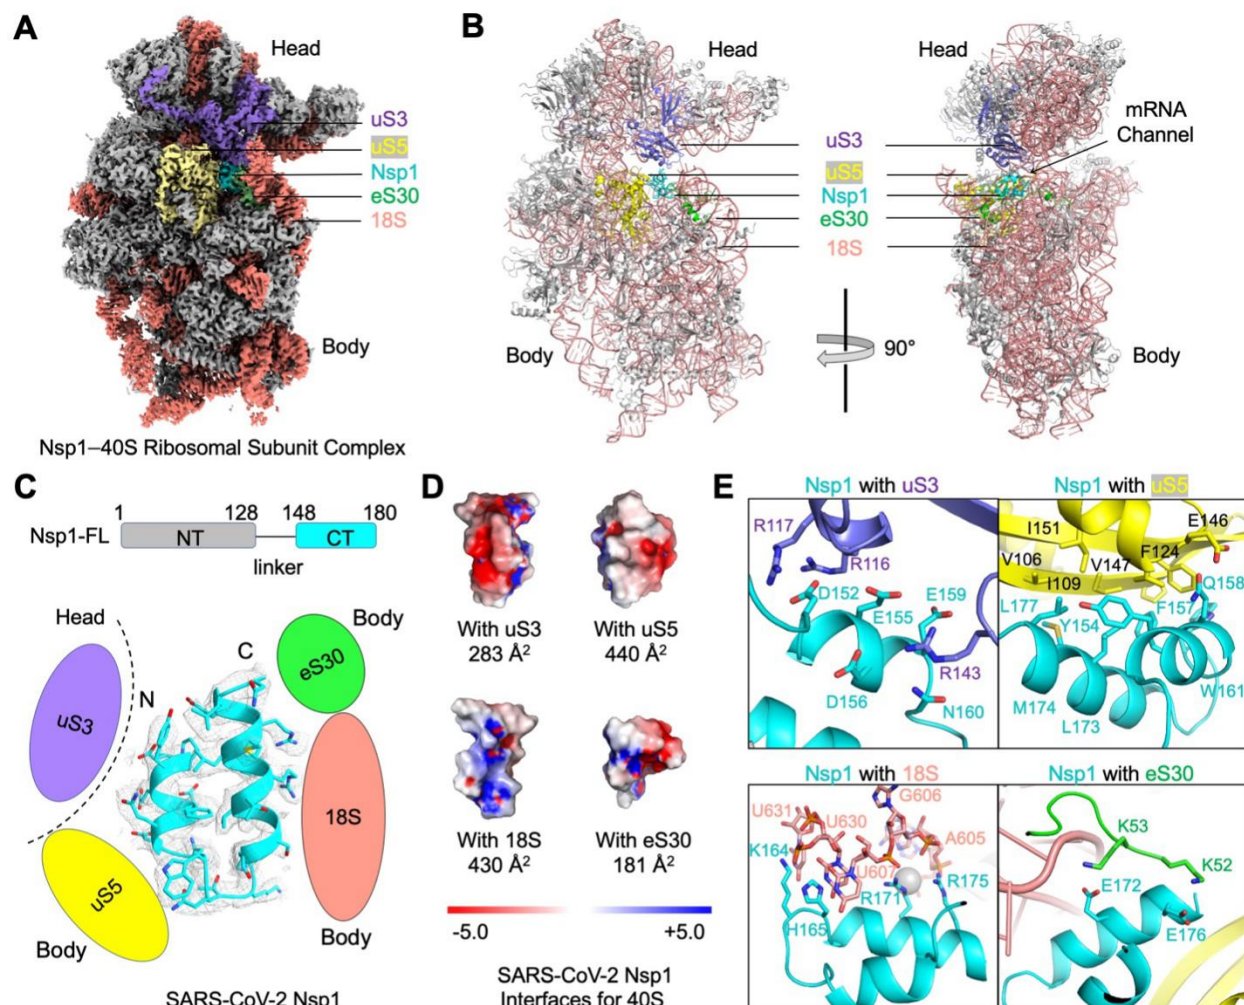 A
Head
uS3
uS5
Nsp1
eS30
18S
Body
Nsp1–40S Ribosomal Subunit Complex
B
Head
Head
mRNA
Channel
uS3
uS5
Nsp1
eS30
18S
Body
90°
Body
C
1 128 148 180
Nsp1-FL NT CT
linker
Head
Body
C
eS30
N
uS3
18S
uS5
Body
Body
SARS-CoV-2 Nsp1
D
With uS3
283 Å2
With uS5
440 Å2
With 18S
430 Å2
With eS30
181 Å2
-5.0 +5.0
SARS-CoV-2 Nsp1
Interfaces for 40S
E
Nsp1 with uS3
R117
R116
D152
E155
E159
R143
D156
N160
Nsp1 with uS5
E146
I151
F124
V106
V147
I109
Q158
L177
F157
Y154
W161
M174
L173
Nsp1 with 18S
G606
U631
U630
A605
K164
U607
R175
R171
H165
Nsp1 with eS30
K53
K52
E172
E176